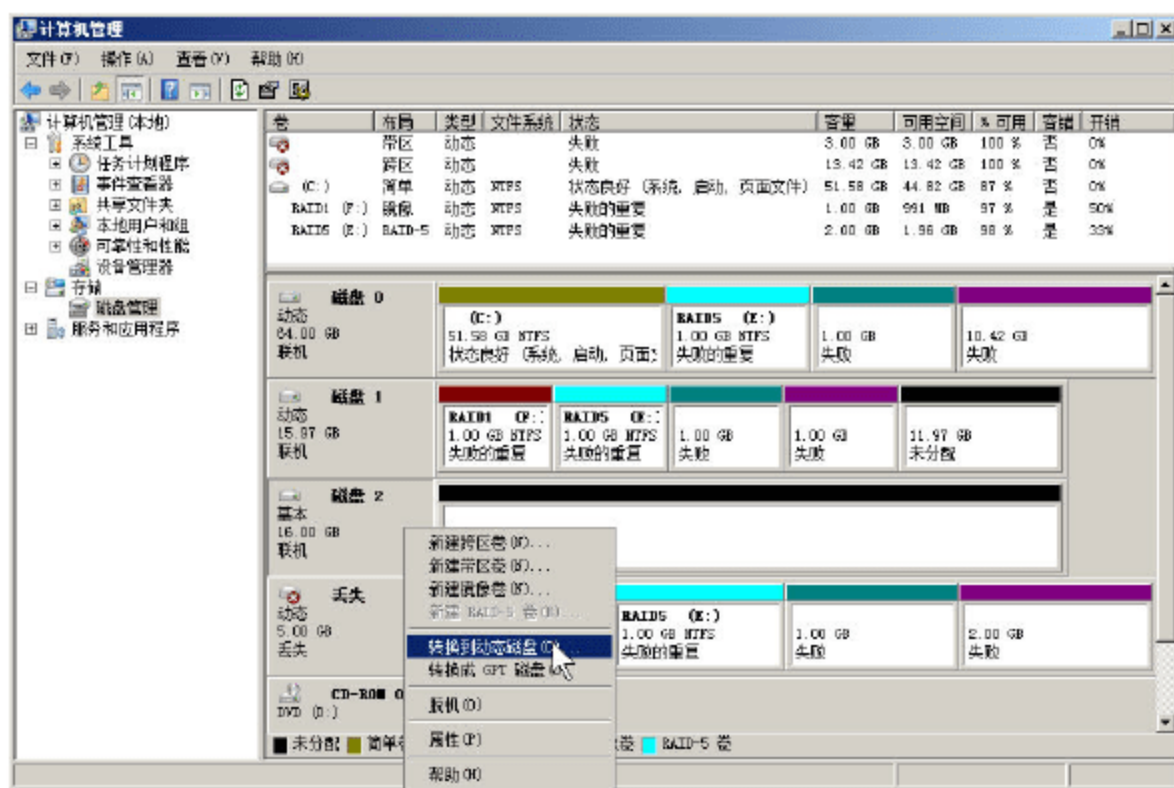 计算机管理
文件(F) 操作(A) 查看(V) 帮助(H)
计算机管理(本地)
系统工具
任务计划程序
事件查看器
共享文件夹
本地用户和组
可靠性和性能
设备管理器
存储
磁盘管理
服务和应用程序
卷 布局 类型 文件系统 状态 容量 可用空间 % 可用 容错 开销
带区 动态 失败 3.00 GB 3.00 GB 100 % 否 0%
跨区 动态 失败 13.42 GB 13.42 GB 100 % 否 0%
(C:) 简单 动态 NTFS 状态良好 (系统, 启动, 页面文件) 51.58 GB 44.82 GB 87 % 否 0%
RAID1 (F:) 镜像 动态 NTFS 失败的重复 1.00 GB 991 MB 97 % 是 50%
RAID5 (E:) RAID-5 动态 NTFS 失败的重复 2.00 GB 1.96 GB 98 % 是 33%
磁盘 0
动态
64.00 GB
联机
(C:)
51.58 GB NTFS
状态良好 (系统, 启动, 页面
RAID5 (E:)
1.00 GB NTFS
失败的重复
1.00 GB
失败
10.42 GB
失败
磁盘 1
动态
15.97 GB
联机
RAID1 (F:
1.00 GB NTFS
失败的重复
RAID5 (E:
1.00 GB NTFS
失败的重复
1.00 GB
失败
1.00 GB
失败
11.97 GB
未分配
磁盘 2
基本
16.00 GB
联机
新建跨区卷(N)...
新建带区卷(N)...
新建镜像卷(N)...
新建 RAID-5 卷(N)...
转换到动态磁盘(C)...
转换成 GPT 磁盘
脱机(O)
属性(P)
帮助(H)
丢失
动态
5.00 GB
丢失
RAID5 (E:)
1.00 GB NTFS
失败的重复
1.00 GB
失败
2.00 GB
失败
CD-ROM 0
DVD (D:)
未分配 简单 卷 RAID-5 卷